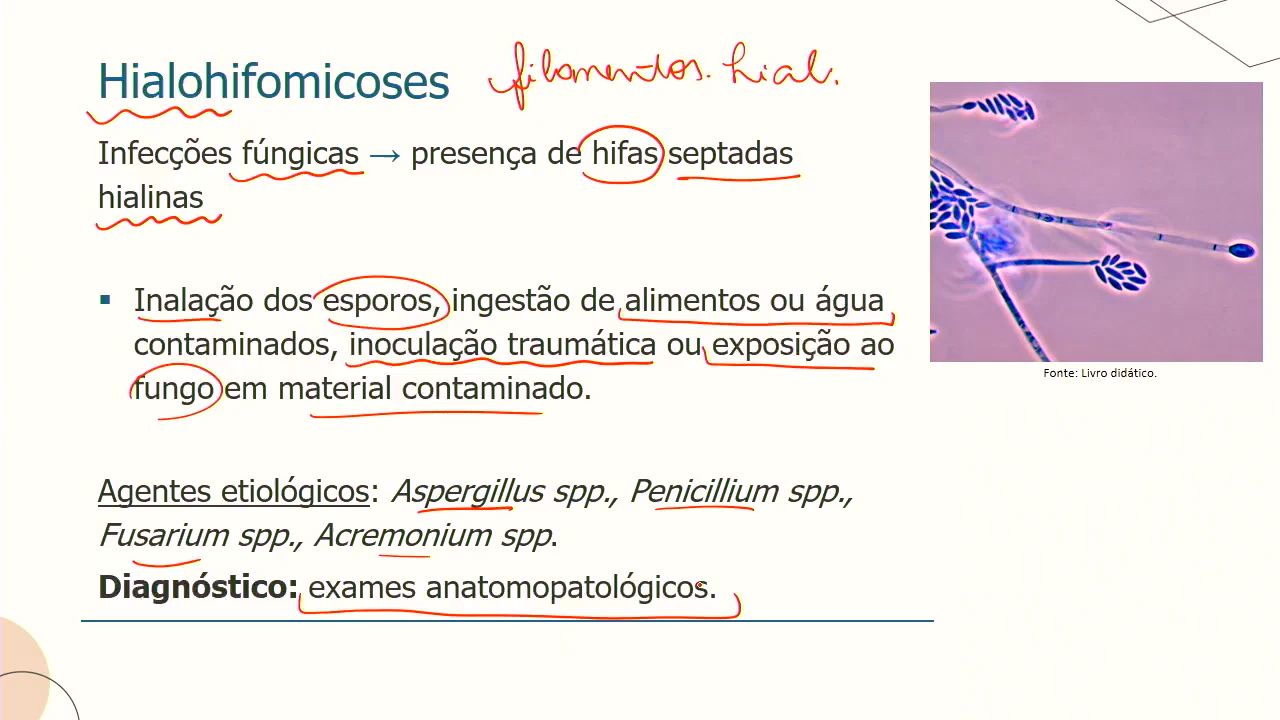 Hialohifomicoses filamentos. hial.
Infecções fúngicas → presença de hifas septadas
hialinas
▪ Inalação dos esporos, ingestão de alimentos ou água
contaminados, inoculação traumática ou exposição ao
fungo em material contaminado.
Fonte: Livro didático.
Agentes etiológicos: Aspergillus spp., Penicillium spp.,
Fusarium spp., Acremonium spp.
Diagnóstico: exames anatomopatológicos.